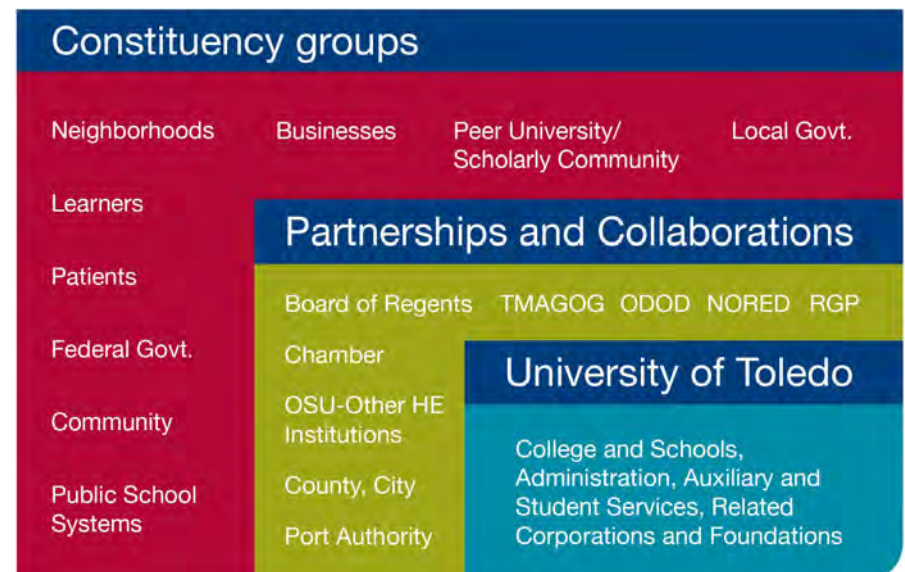 Constituency groups
Neighborhoods
Businesses
Peer University/
Scholarly Community
Local Govt.
Learners
Patients
Federal Govt.
Community
Public School
Systems
Partnerships and Collaborations
Board of Regents TMAGOG ODOD NORED RGP
Chamber
OSU-Other HE
Institutions
County, City
Port Authority
University of Toledo
College and Schools,
Administration, Auxiliary and
Student Services, Related
Corporations and Foundations